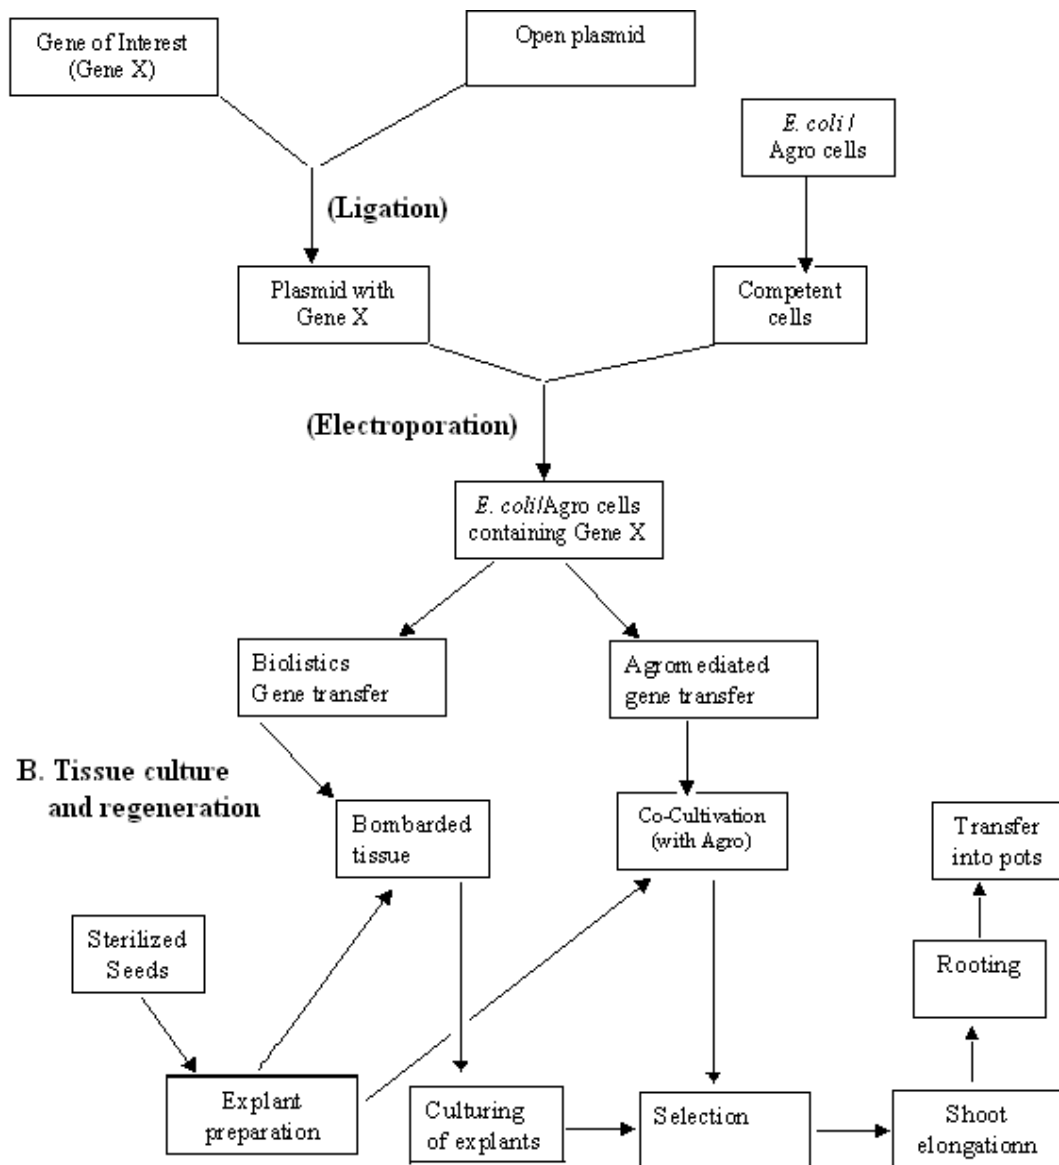 Gene of Interest
(Gene X)
Open plasmid
E. coli /
Agro cells
(Ligation)
Plasmid with
Gene X
Competent
cells
(Electroporation)
E. coli/Agro cells
containing Gene X
Biolistics
Gene transfer
Agromediated
gene transfer
B. Tissue culture
and regeneration
Bombarded
tissue
Co-Cultivation
(with Agro)
Transfer
into pots
Sterilized
Seeds
Rooting
Explant
preparation
Culturing
of explants
Selection
Shoot
elongationn